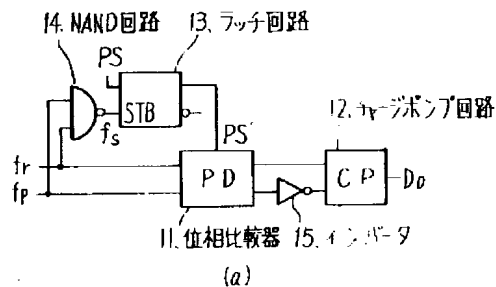 14. NAND回路
13. ラッチ回路
PS
STB
fs
PS'
12. チャージポンプ回路
fr
fp
PD
CP
Do
11. 位相比較器
15. インバータ
(a)